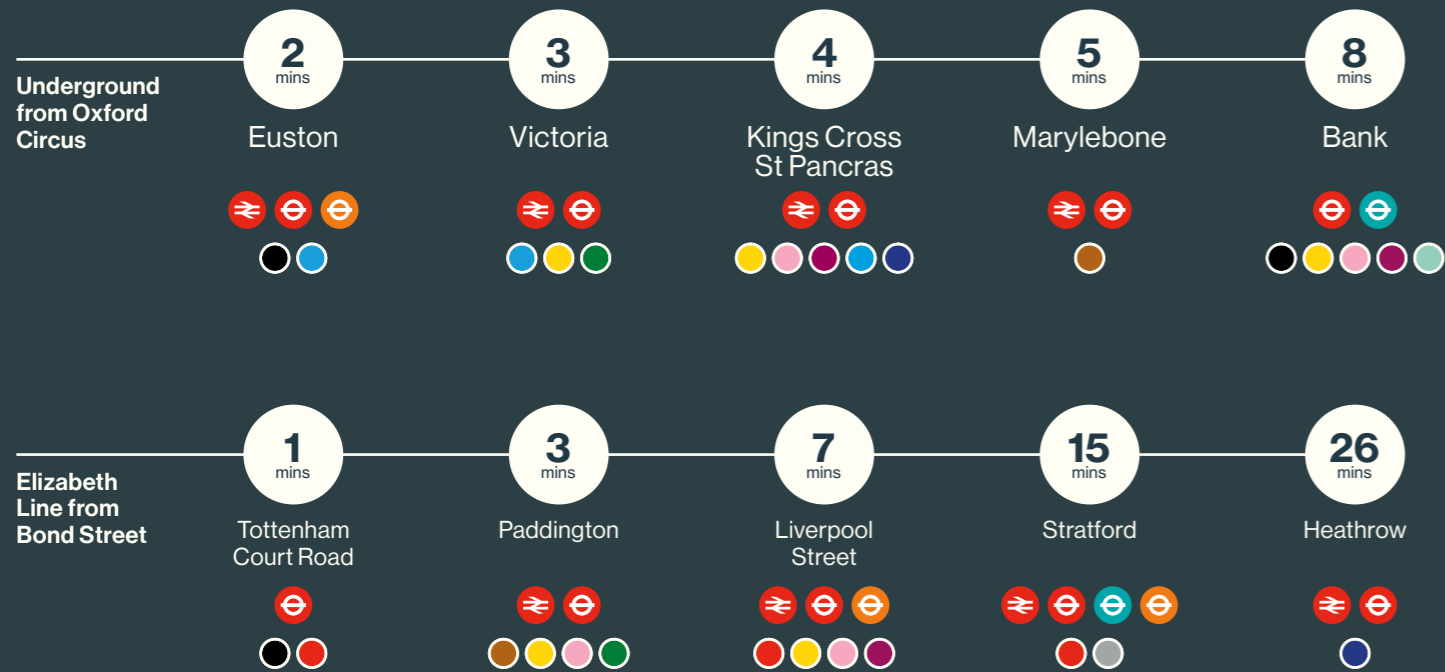 2
mins
3
mins
4
mins
5
mins
8
mins
Underground
from Oxford
Circus
Euston
Victoria
Kings Cross
St Pancras
Marylebone
Bank
1
mins
3
mins
7
mins
15
mins
26
mins
Elizabeth
Line from
Bond Street
Tottenham
Court Road
Paddington
Liverpool
Street
Stratford
Heathrow